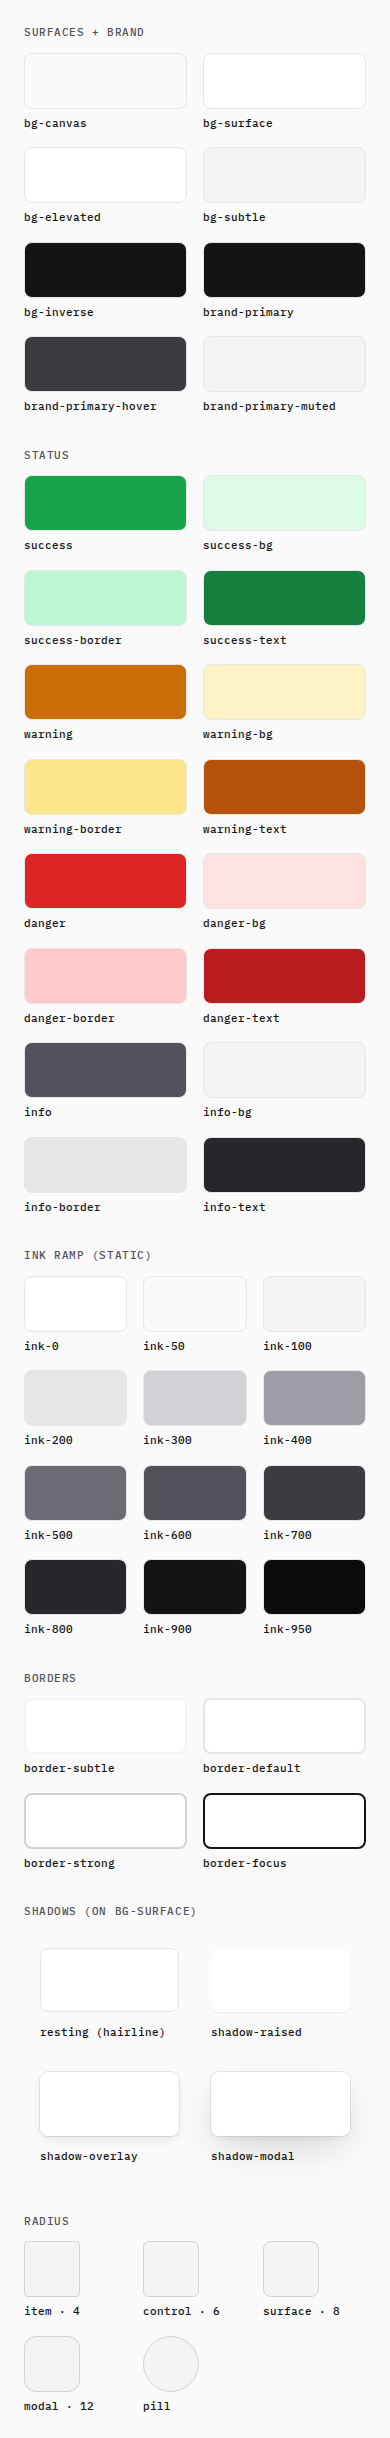 SURFACES + BRAND
bg-canvas bg-surface
bg-elevated bg-subtle
bg-inverse brand-primary
brand-primary-hover brand-primary-muted
STATUS
success success-bg
success-border success-text
warning warning-bg
warning-border warning-text
danger danger-bg
danger-border danger-text
info info-bg
info-border info-text
INK RAMP (STATIC)
ink-0 ink-50 ink-100
ink-200 ink-300 ink-400
ink-500 ink-600 ink-700
ink-800 ink-900 ink-950
BORDERS
border-subtle border-default
border-strong border-focus
SHADOWS (ON BG-SURFACE)
resting (hairline) shadow-raised
shadow-overlay shadow-modal
RADIUS
item · 4 control · 6 surface · 8
modal · 12 pill